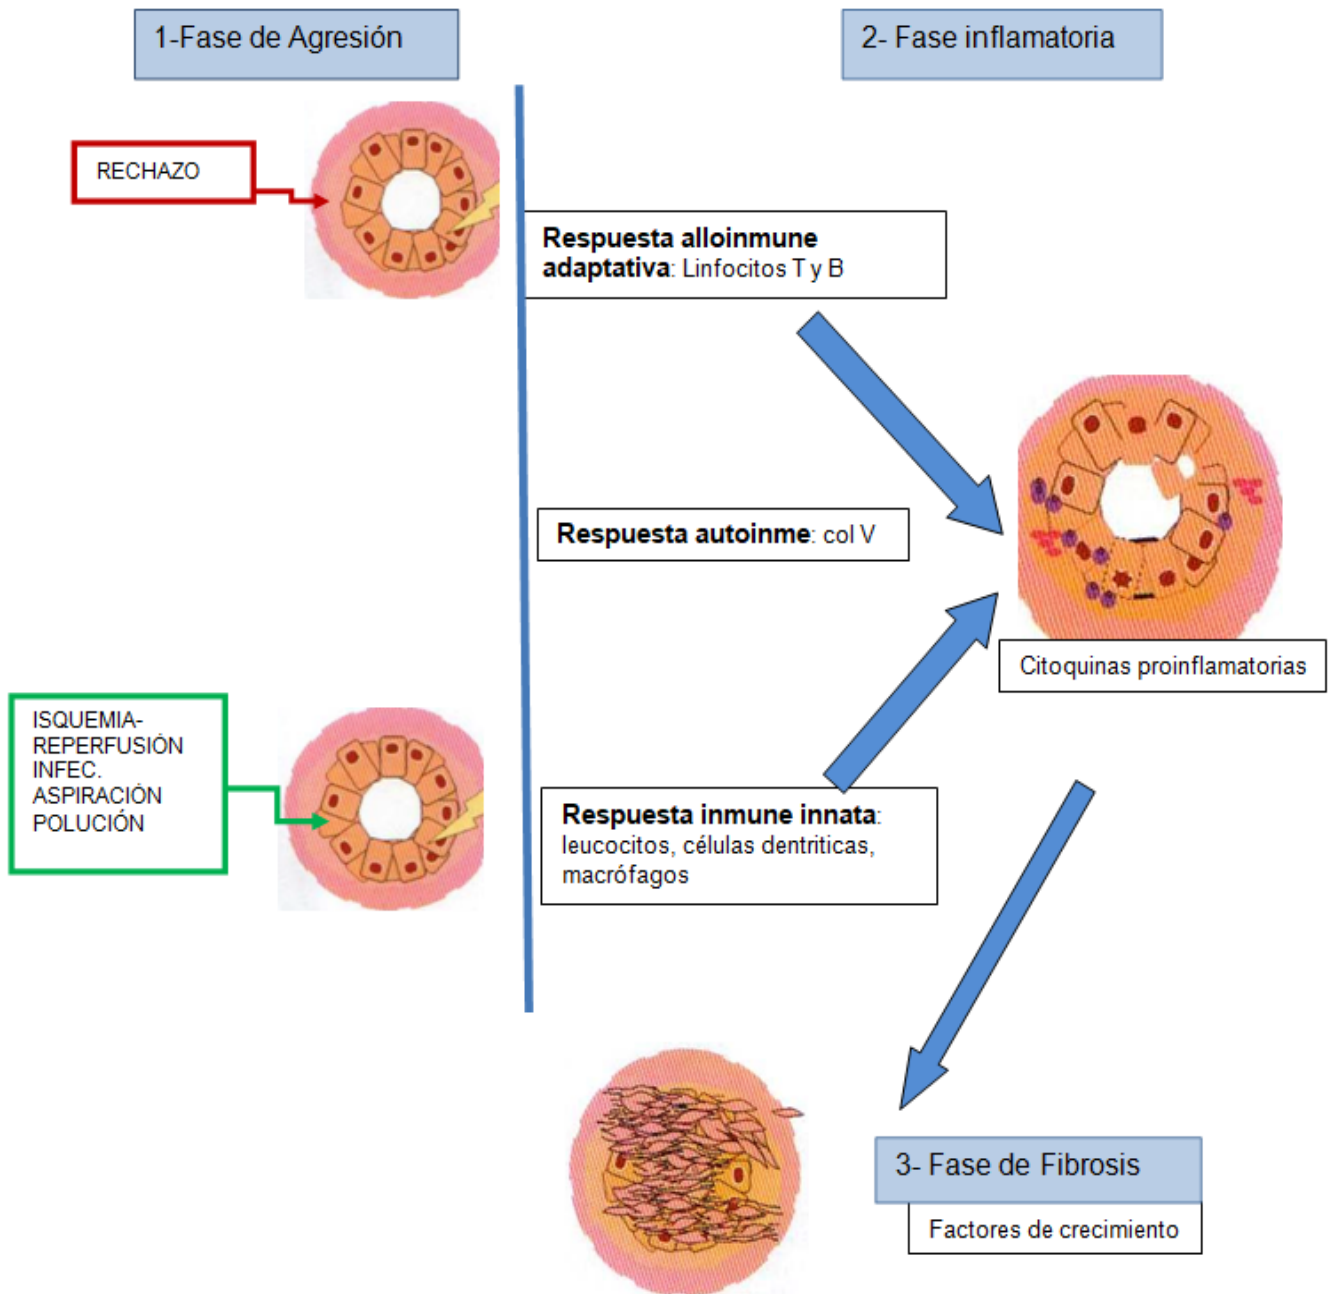 1-Fase de Agresión
2- Fase inflamatoria
RECHAZO
Respuesta alloinmune
adaptativa: Linfocitos T y B
Respuesta autoinme: col V
Citoquinas proinflamatorias
ISQUEMIA-
REPERFUSIÓN
INFEC.
ASPIRACIÓN
POLUCIÓN
Respuesta inmune innata:
leucocitos, células dentriticas,
macrófagos
3- Fase de Fibrosis
Factores de crecimiento